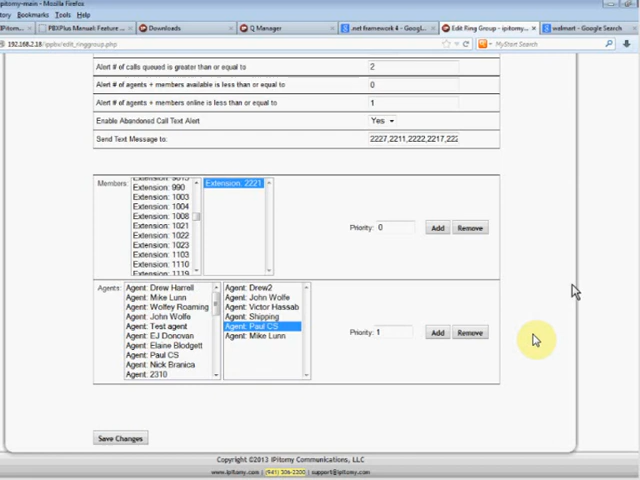 ipitomy-main - Mozilla Firefox
tory Bookmarks Tools Help
PBXPlus Manual: Feature ... Downloads Q Manager .net framework 4 - Googl... Edit Ring Group - ipitomy... walmart - Google Search
192.168.2.18/ippbx/edit_ringgroup.php MyStart Search
Alert # of calls queued is greater than or equal to 2
Alert # of agents + members available is less than or equal to 0
Alert # of agents + members online is less than or equal to 1
Enable Abandoned Call Text Alert Yes
Send Text Message to: 2227,2211,2222,2217,222
Members:
Extension: 9015
Extension: 990
Extension: 1003
Extension: 1004
Extension: 1008
Extension: 1021
Extension: 1022
Extension: 1023
Extension: 1103
Extension: 1110
Extension: 1119
Extension: 2221
Priority: 0 Add Remove
Agents:
Agent: Drew Harrell
Agent: Mike Lunn
Agent: Wolfey Roaming
Agent: John Wolfe
Agent: Test agent
Agent: EJ Donovan
Agent: Elaine Blodgett
Agent: Paul CS
Agent: Nick Branica
Agent: 2310
Agent: Drew2
Agent: John Wolfe
Agent: Victor Hassab
Agent: Shipping
Agent: Paul CS
Agent: Mike Lunn
Priority: 1 Add Remove
Save Changes
Copyright ©2013 IPitomy Communications, LLC
www.ipitomy.com | (941) 306-2200 | support@ipitomy.com